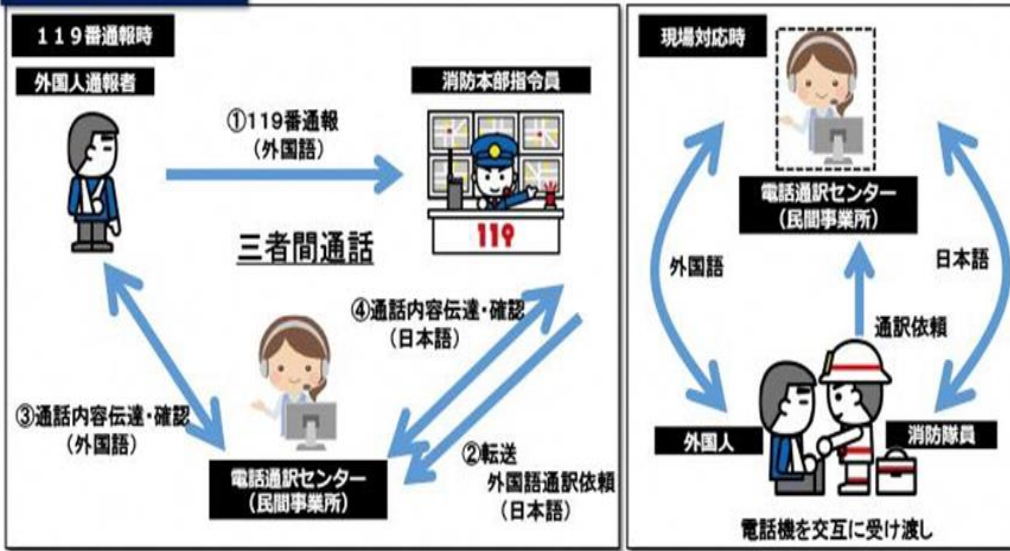 119番通報時
外国人通報者
消防本部指令員
①119番通報
(外国語)
119
三者間通話
④通話内容伝達・確認
(日本語)
③通話内容伝達・確認
(外国語)
②転送
外国語通訳依頼
(日本語)
電話通訳センター
(民間事業所)
現場対応時
電話通訳センター
(民間事業所)
外国語
日本語
通訳依頼
外国人
消防隊員
電話機を交互に受け渡し